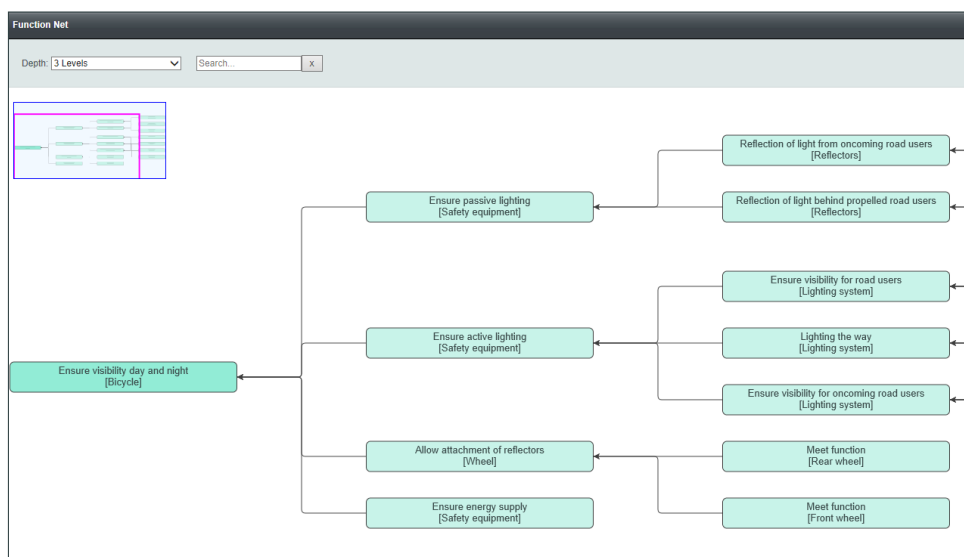 Function Net
Depth: 3 Levels
Search...
x
Ensure visibility day and night
[Bicycle]
Ensure passive lighting
[Safety equipment]
Ensure active lighting
[Safety equipment]
Allow attachment of reflectors
[Wheel]
Ensure energy supply
[Safety equipment]
Reflection of light from oncoming road users
[Reflectors]
Reflection of light behind propelled road users
[Reflectors]
Ensure visibility for road users
[Lighting system]
Lighting the way
[Lighting system]
Ensure visibility for oncoming road users
[Lighting system]
Meet function
[Rear wheel]
Meet function
[Front wheel]